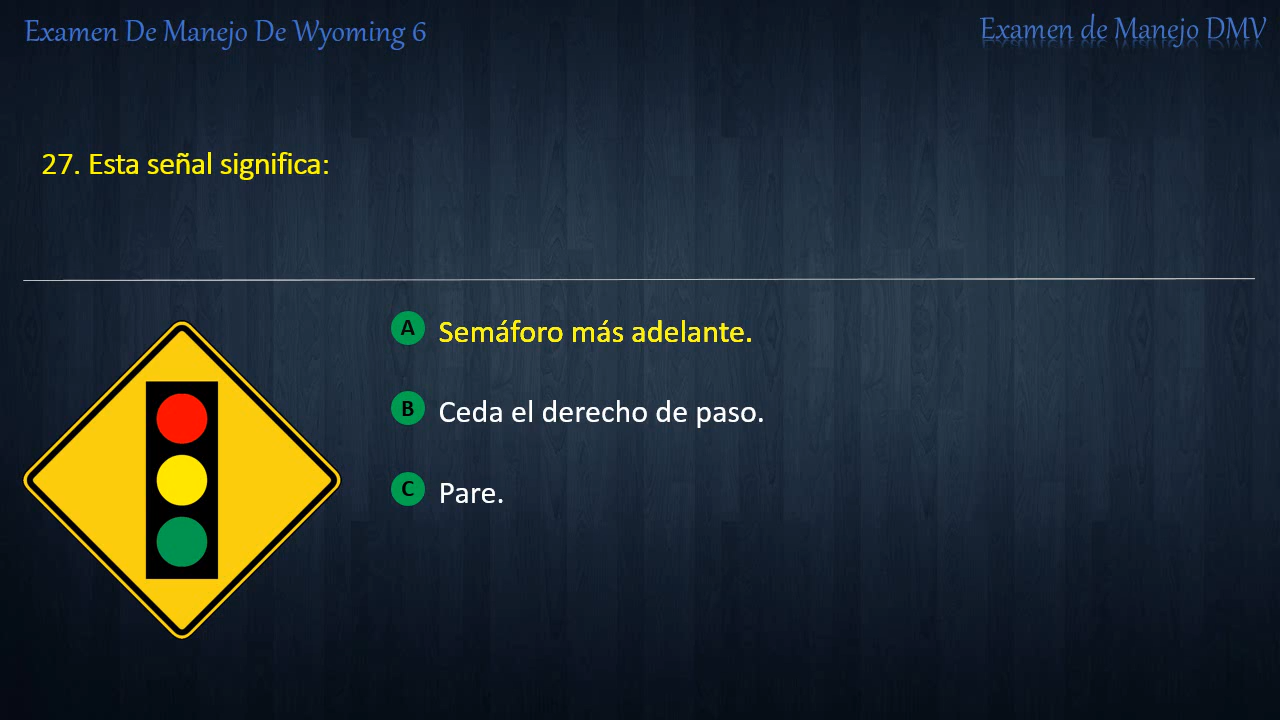 Examen De Manejo De Wyoming 6
Examen de Manejo DMV
27. Esta señal significa:
A Semáforo más adelante.
B Ceda el derecho de paso.
C Pare.